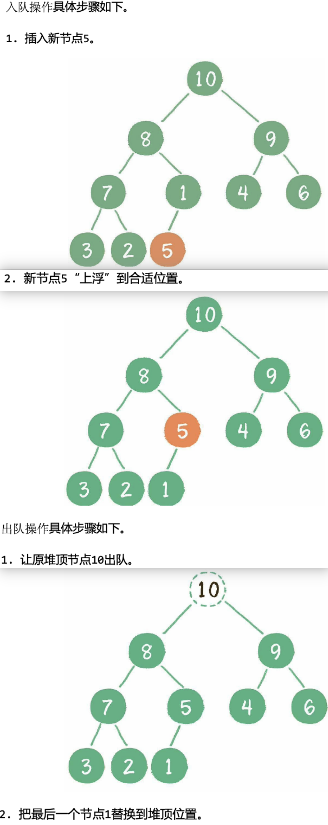 入队操作具体步骤如下。
1. 插入新节点5。
10
8 9
7 1 4 6
3 2 5
2. 新节点5“上浮”到合适位置。
10
8 9
7 5 4 6
3 2 1
出队操作具体步骤如下。
1. 让原堆顶节点10出队。
10
8 9
7 5 4 6
3 2 1
2. 把最后一个节点1替换到堆顶位置。